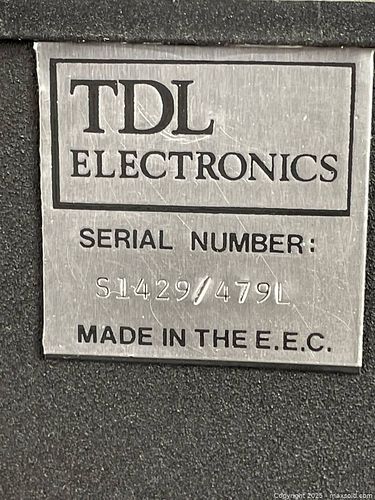 TDL
ELECTRONICS
SERIAL NUMBER:
S1429/479L
MADE IN THE E.E.C.
Copyright 2025 - maxsold.com